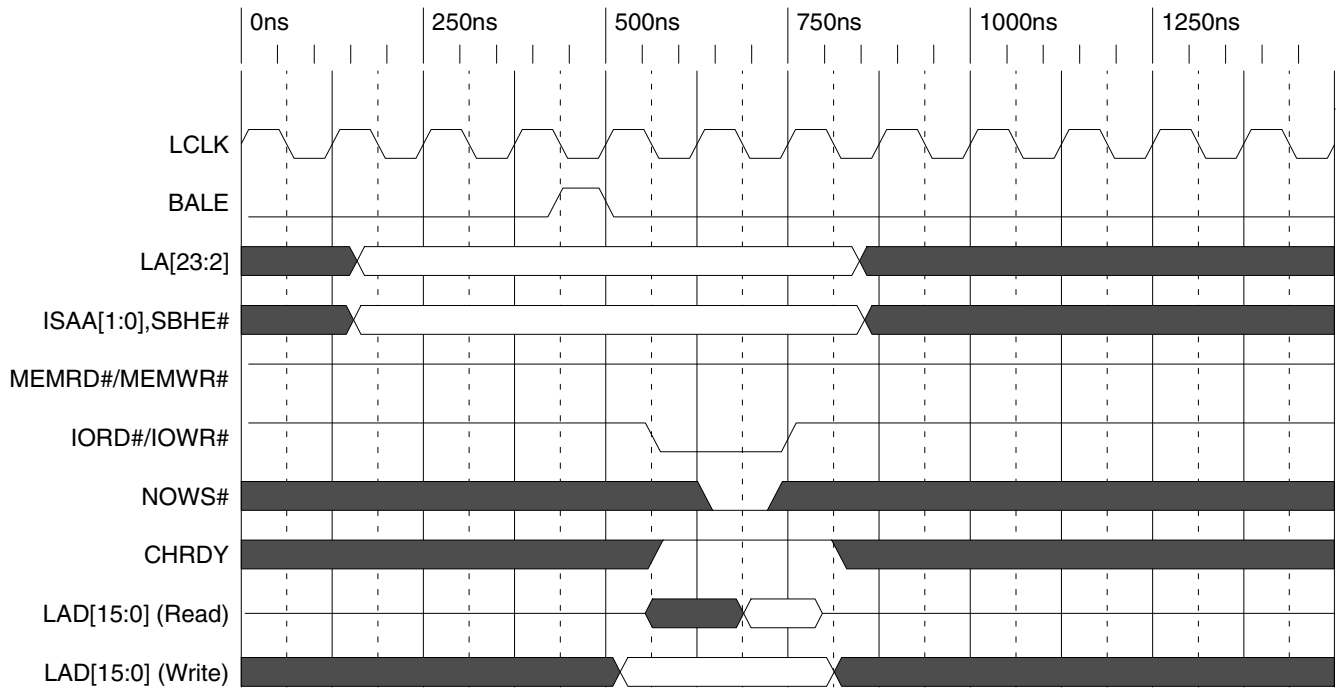 0ns 250ns 500ns 750ns 1000ns 1250ns
LCLK
BALE
LA[23:2]
ISAA[1:0],SBHE#
MEMRD#/MEMWR#
IORD#/IOWR#
NOWS#
CHRDY
LAD[15:0] (Read)
LAD[15:0] (Write)